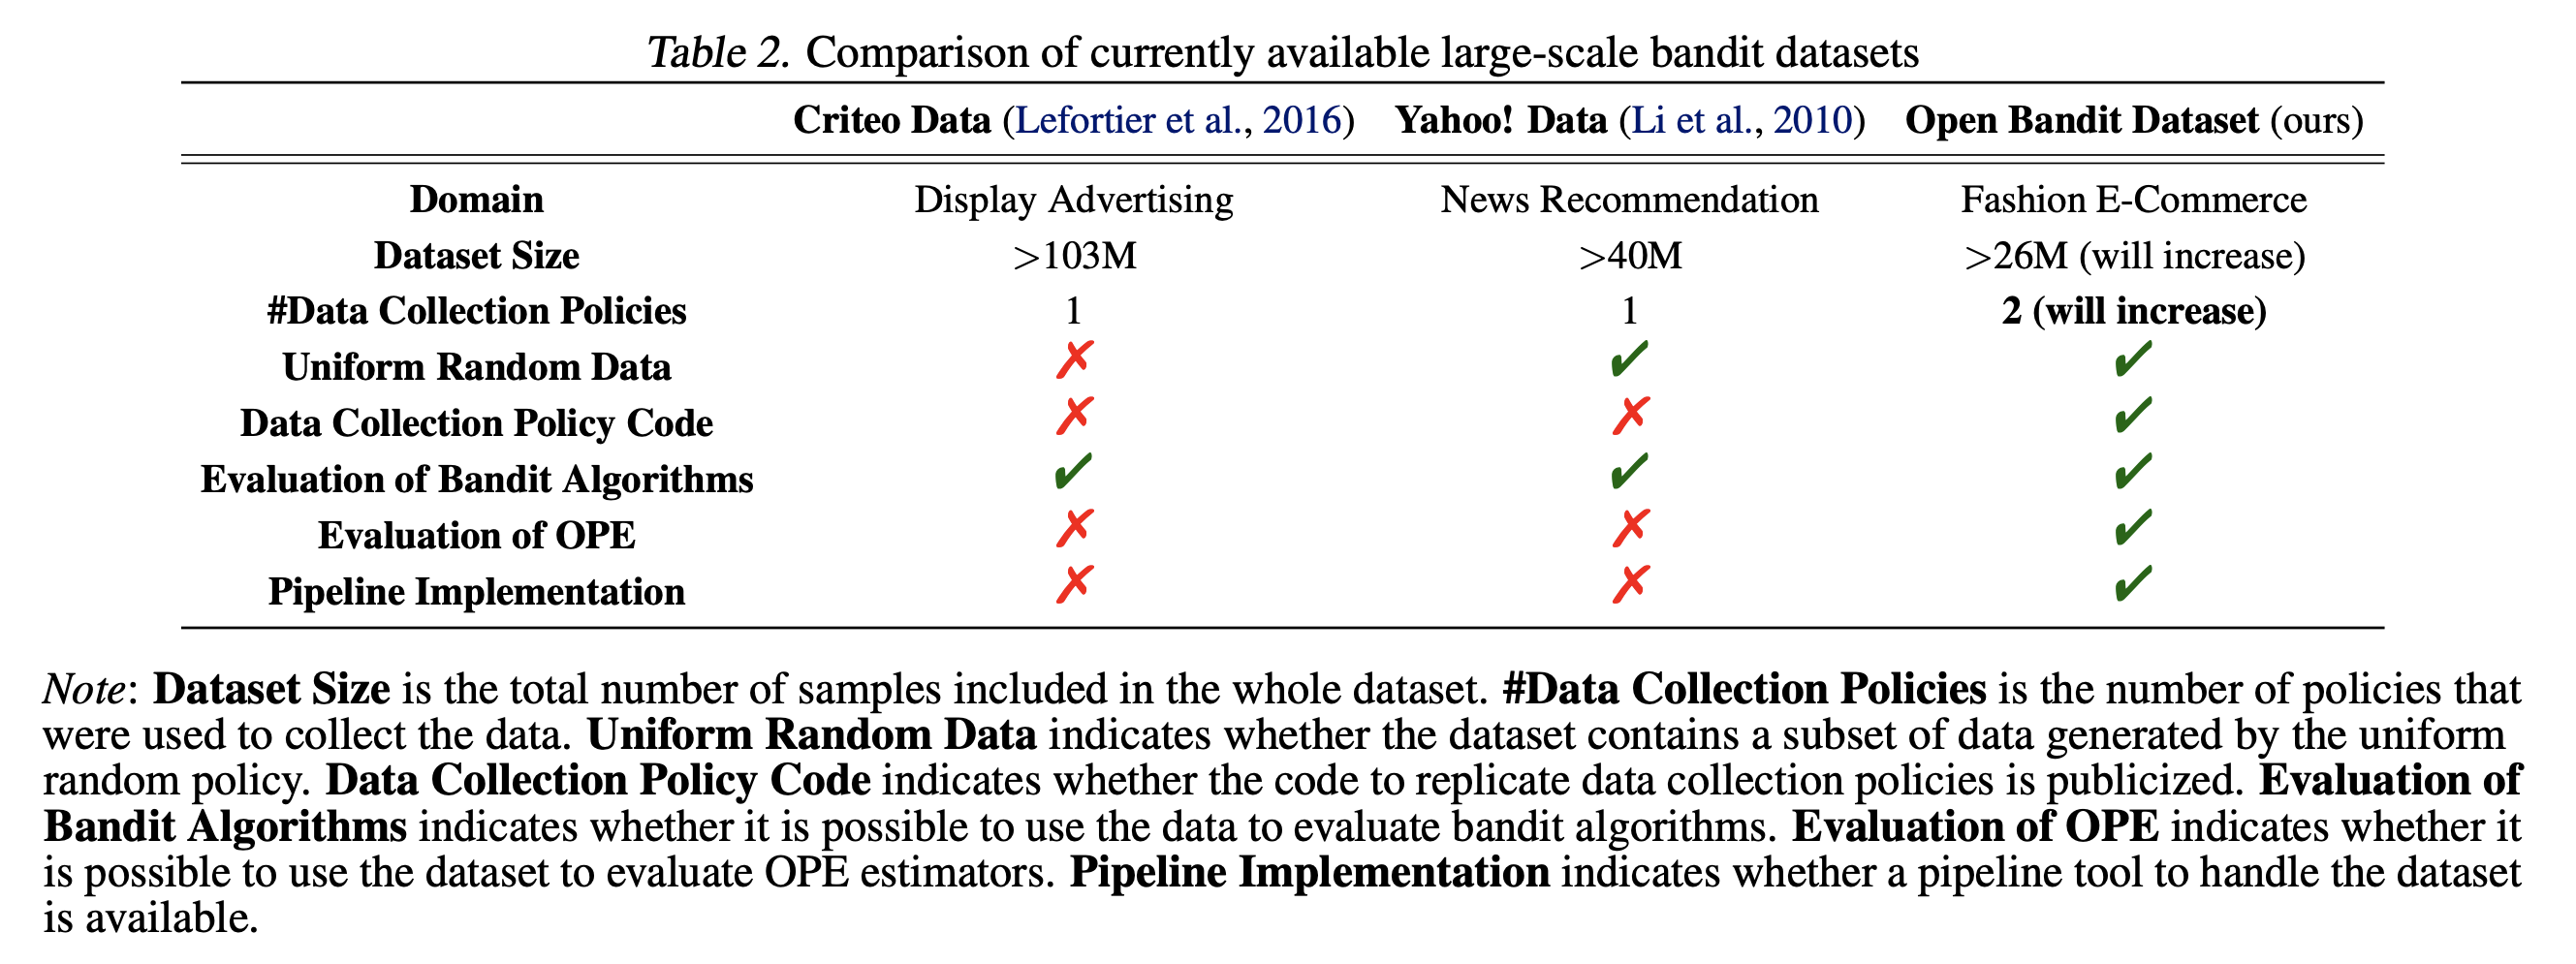 Table 2. Comparison of currently available large-scale bandit datasets
Criteo Data (Lefortier et al., 2016) Yahoo! Data (Li et al., 2010) Open Bandit Dataset (ours)
Domain Display Advertising News Recommendation Fashion E-Commerce
Dataset Size >103M >40M >26M (will increase)
#Data Collection Policies 1 1 2 (will increase)
Uniform Random Data ✗ ✓ ✓
Data Collection Policy Code ✗ ✗ ✓
Evaluation of Bandit Algorithms ✓ ✓ ✓
Evaluation of OPE ✗ ✗ ✓
Pipeline Implementation ✗ ✗ ✓
Note: Dataset Size is the total number of samples included in the whole dataset. #Data Collection Policies is the number of policies that
were used to collect the data. Uniform Random Data indicates whether the dataset contains a subset of data generated by the uniform
random policy. Data Collection Policy Code indicates whether the code to replicate data collection policies is publicized. Evaluation of
Bandit Algorithms indicates whether it is possible to use the data to evaluate bandit algorithms. Evaluation of OPE indicates whether it
is possible to use the dataset to evaluate OPE estimators. Pipeline Implementation indicates whether a pipeline tool to handle the dataset
is available.